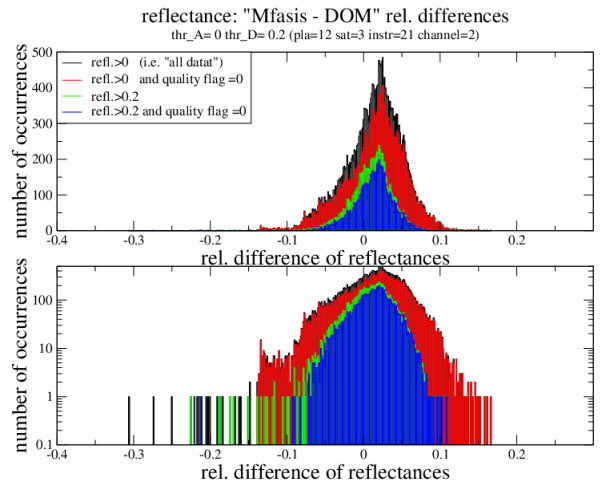 reflectance: "Mfasis - DOM" rel. differences
thr_A= 0 thr_D= 0.2 (pla=12 sat=3 instr=21 channel=2)
number of occurrences
500
400
300
200
100
0
refl.>0 (i.e. "all datat")
refl.>0 and quality flag =0
refl.>0.2
refl.>0.2 and quality flag =0
-0.4 -0.3 -0.2 -0.1 0 0.1 0.2
rel. difference of reflectances
number of occurrences
100
10
1
0.1
-0.4 -0.3 -0.2 -0.1 0 0.1 0.2
rel. difference of reflectances